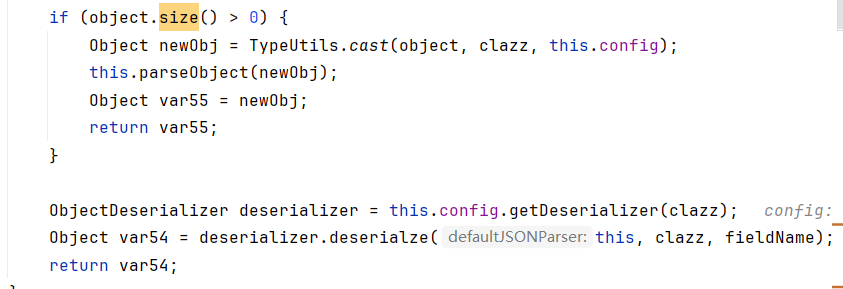 if (object.size() > 0) {
Object newObj = TypeUtils.cast(object, clazz, this.config);
this.parseObject(newObj);
Object var55 = newObj;
return var55;
}
ObjectDeserializer deserializer = this.config.getDeserializer(clazz); config:
Object var54 = deserializer.deserialze( defaultJSONParser: this, clazz, fieldName);
return var54;